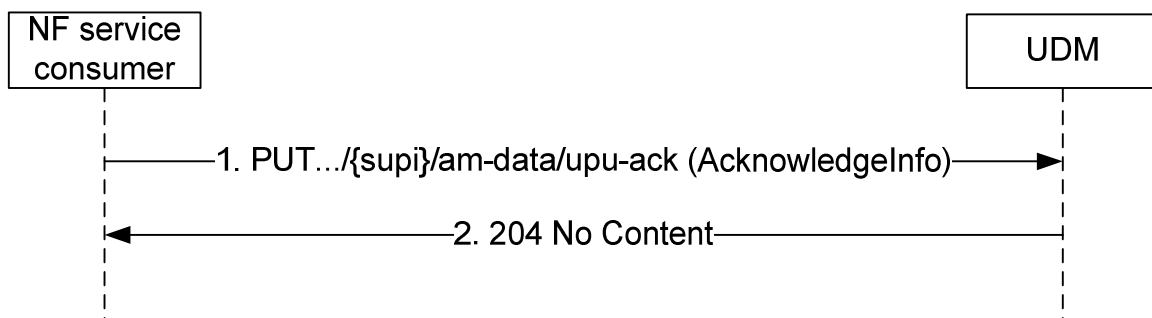 NF service
consumer
UDM
1. PUT.../{supi}/am-data/upu-ack (AcknowledgeInfo)
2. 204 No Content